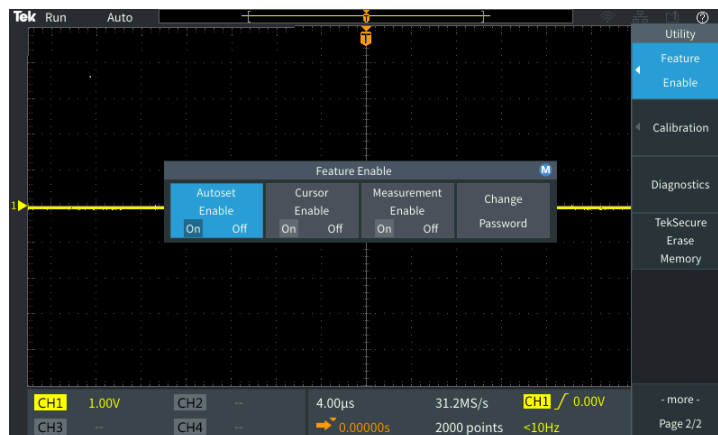 Tek Run Auto
T
T
Utility
Feature
Enable
Calibration
Diagnostics
TekSecure
Erase
Memory
- more -
Page 2/2
Feature Enable M
Autoset
Enable
On Off
Cursor
Enable
On Off
Measurement
Enable
On Off
Change
Password
1
CH1 1.00V CH2 --
CH3 -- CH4 --
4.00µs 31.2MS/s CH1 0.00V
0.00000s 2000 points <10Hz